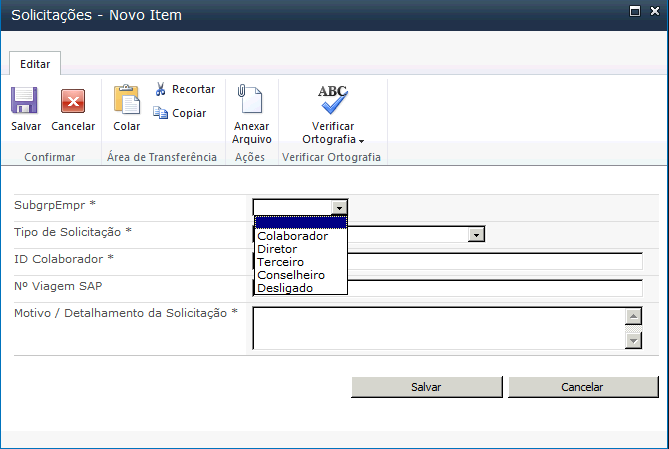 Solicitações - Novo Item
Editar
Salvar
Cancelar
Colar
Recortar
Copiar
Anexar
Arquivo
ABC
Verificar
Ortografia
Confirmar
Área de Transferência
Ações
Verificar Ortografia
SubgrpEmpr *
Colaborador
Diretor
Terceiro
Conselheiro
Desligado
Tipo de Solicitação *
ID Colaborador *
Nº Viagem SAP
Motivo / Detalhamento da Solicitação *
Salvar
Cancelar